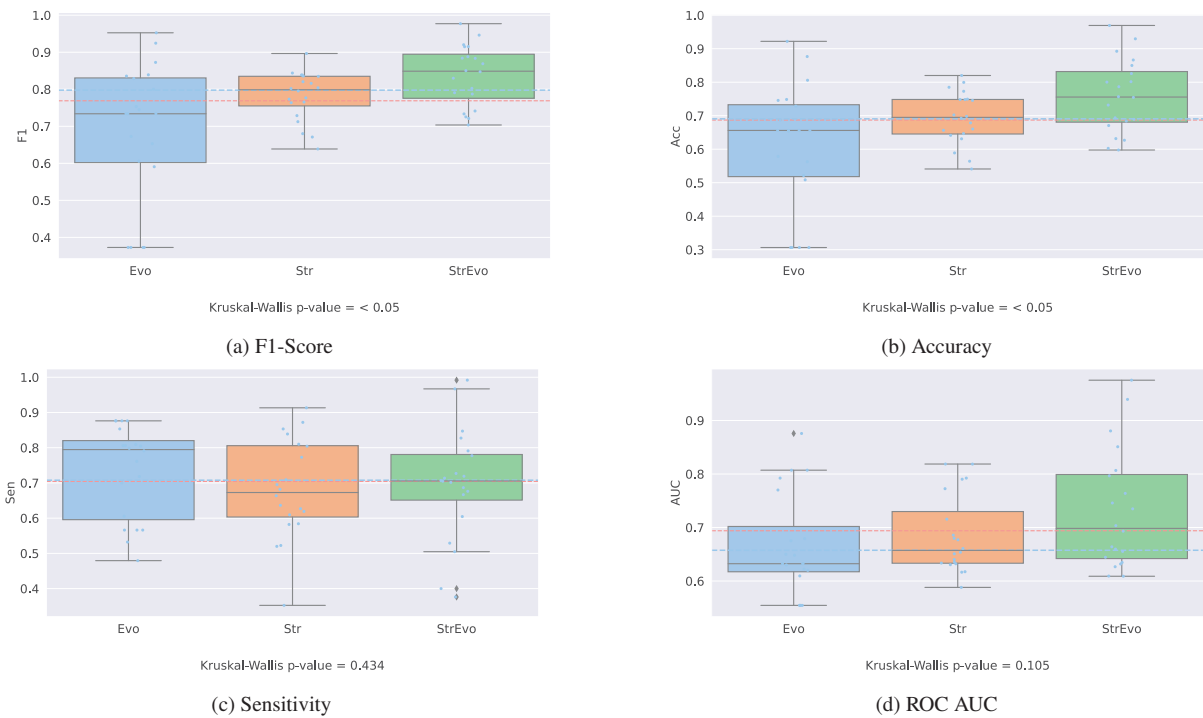 1.0
0.9
0.8
0.7
0.6
0.5
0.4
F1
Evo Str StrEvo
Kruskal-Wallis p-value = < 0.05
(a) F1-Score
1.0
0.9
0.8
0.7
0.6
0.5
0.4
0.3
Acc
Evo Str StrEvo
Kruskal-Wallis p-value = < 0.05
(b) Accuracy
1.0
0.9
0.8
0.7
0.6
0.5
0.4
Sen
Evo Str StrEvo
Kruskal-Wallis p-value = 0.434
(c) Sensitivity
0.9
0.8
0.7
0.6
AUC
Evo Str StrEvo
Kruskal-Wallis p-value = 0.105
(d) ROC AUC